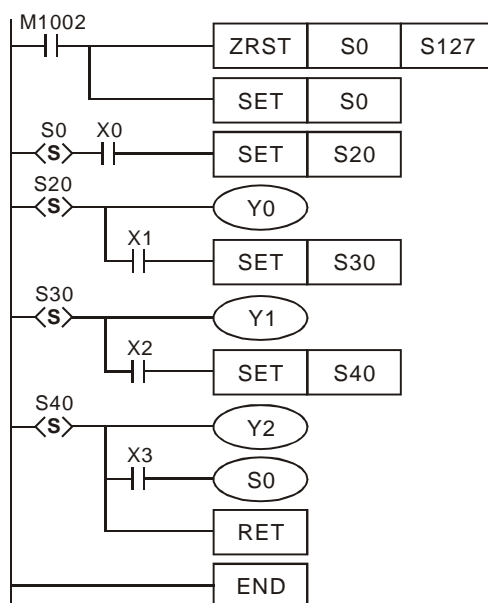 M1002
ZRST S0 S127
SET S0
S0 X0
S SET S20
S20
S Y0
X1
SET S30
S30
S Y1
X2
SET S40
S40
S Y2
X3
S0
RET
END